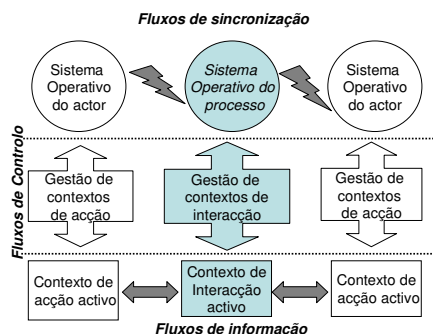 Fluxos de sincronização
Sistema
Operativo
do actor
Sistema
Operativo do
processo
Sistema
Operativo
do actor
Fluxos de Controlo
Gestão de
contextos
de acção
Gestão de
contextos de
interacção
Gestão de
contextos
de acção
Contexto de
acção activo
Contexto de
Interacção
activo
Contexto de
acção activo
Fluxos de informação